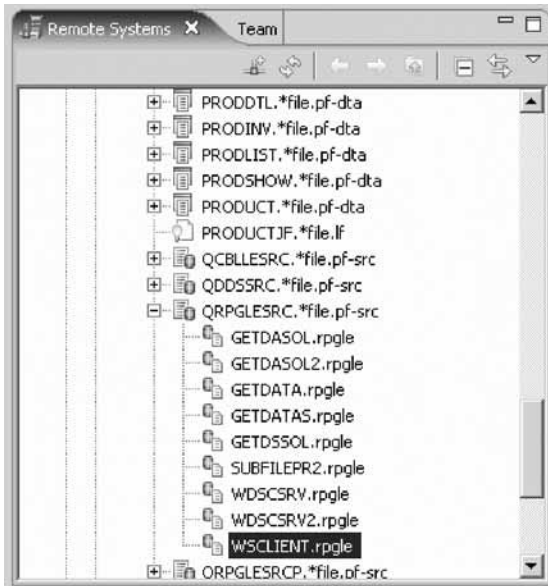 Remote Systems Team
PRODDTL.*file.pf-dta
PRODINV.*file.pf-dta
PRODLIST.*file.pf-dta
PRODSHOW.*file.pf-dta
PRODUCT.*file.pf-dta
PRODUCTJF.*file.lf
QCBLLESRC.*file.pf-src
QDDSSRC.*file.pf-src
QRPGLESRC.*file.pf-src
GETDASOL.rpgle
GETDASOL2.rpgle
GETDATA.rpgle
GETDATAS.rpgle
GETDSSOL.rpgle
SUBFILEPR2.rpgle
WDSCSRV.rpgle
WDSCSRV2.rpgle
WSCLIENT.rpgle
QRPGLESRCP.*file.pf-src